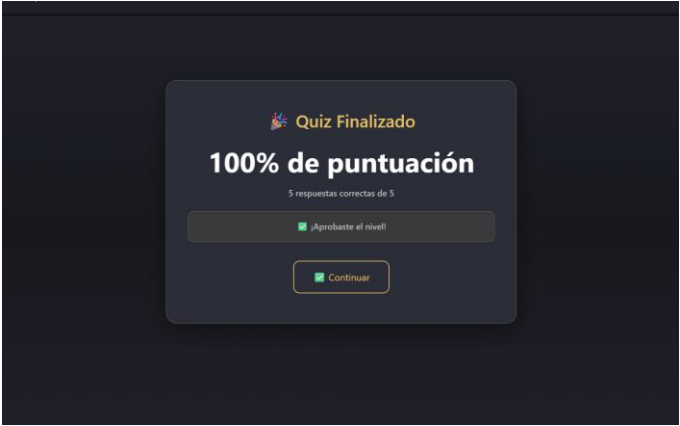 🎉 Quiz Finalizado
100% de puntuación
5 respuestas correctas de 5
✅ ¡Aprobaste el nivel!
✅ Continuar